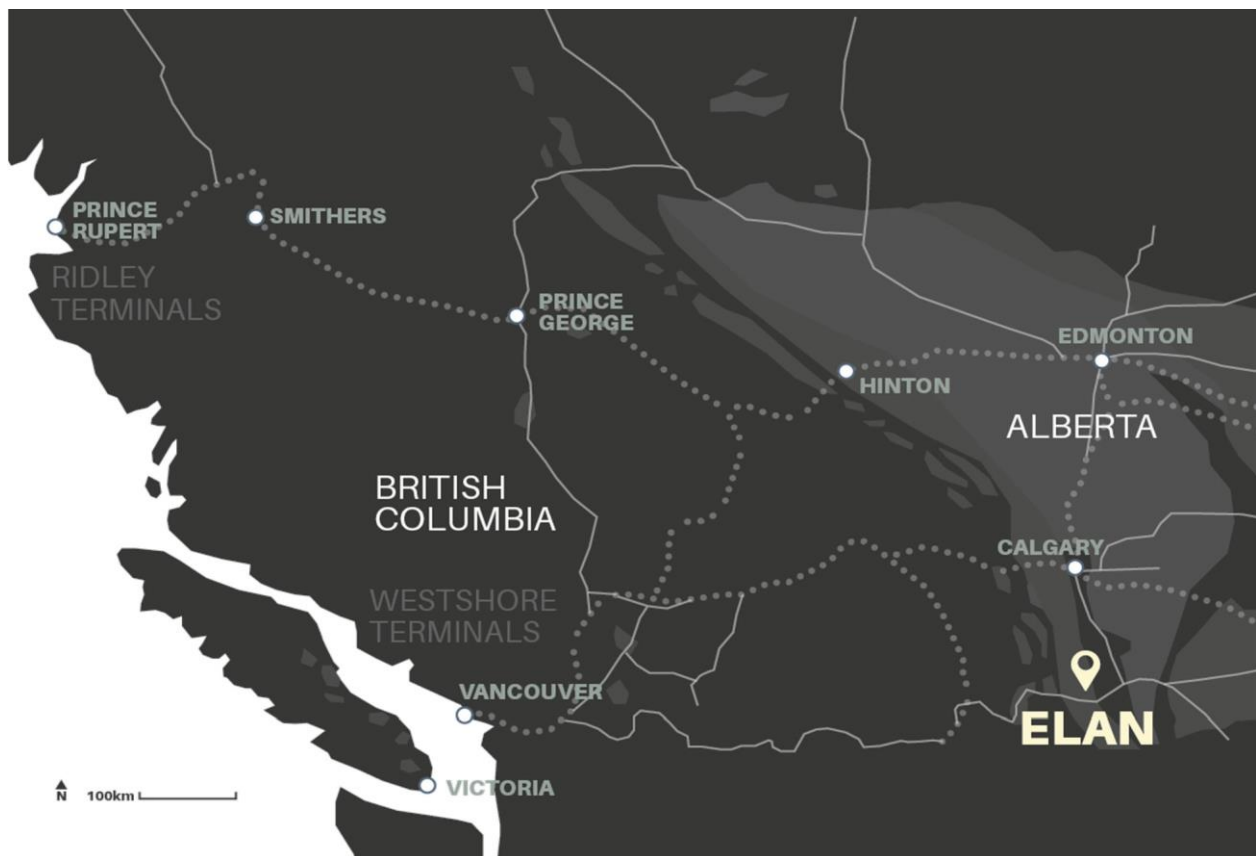 PRINCE
RUPERT
SMITHERS
RIDLEY
TERMINALS
PRINCE
GEORGE
EDMONTON
HINTON
ALBERTA
BRITISH
COLUMBIA
CALGARY
WESTSHORE
TERMINALS
VANCOUVER
ELAN
VICTORIA
N
100km